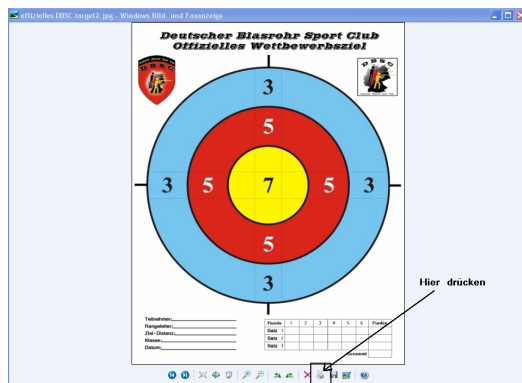 offizielles DBSC target2.jpg - Windows Bild- und Faxanzeige
Deutscher Blasrohr Sport Club
Offizielles Wettbewerbsziel
DBSC
DBSC
3
5
3 5 7 5 3
5
3
Hier drücken
Teilnehmer:
Rangeleiter:
Ziel-Distanz:
Klasse:
Datum:
Runde 1 2 3 4 5 6 Punkte
Satz 1
Satz 2
Satz 3
Gesamt